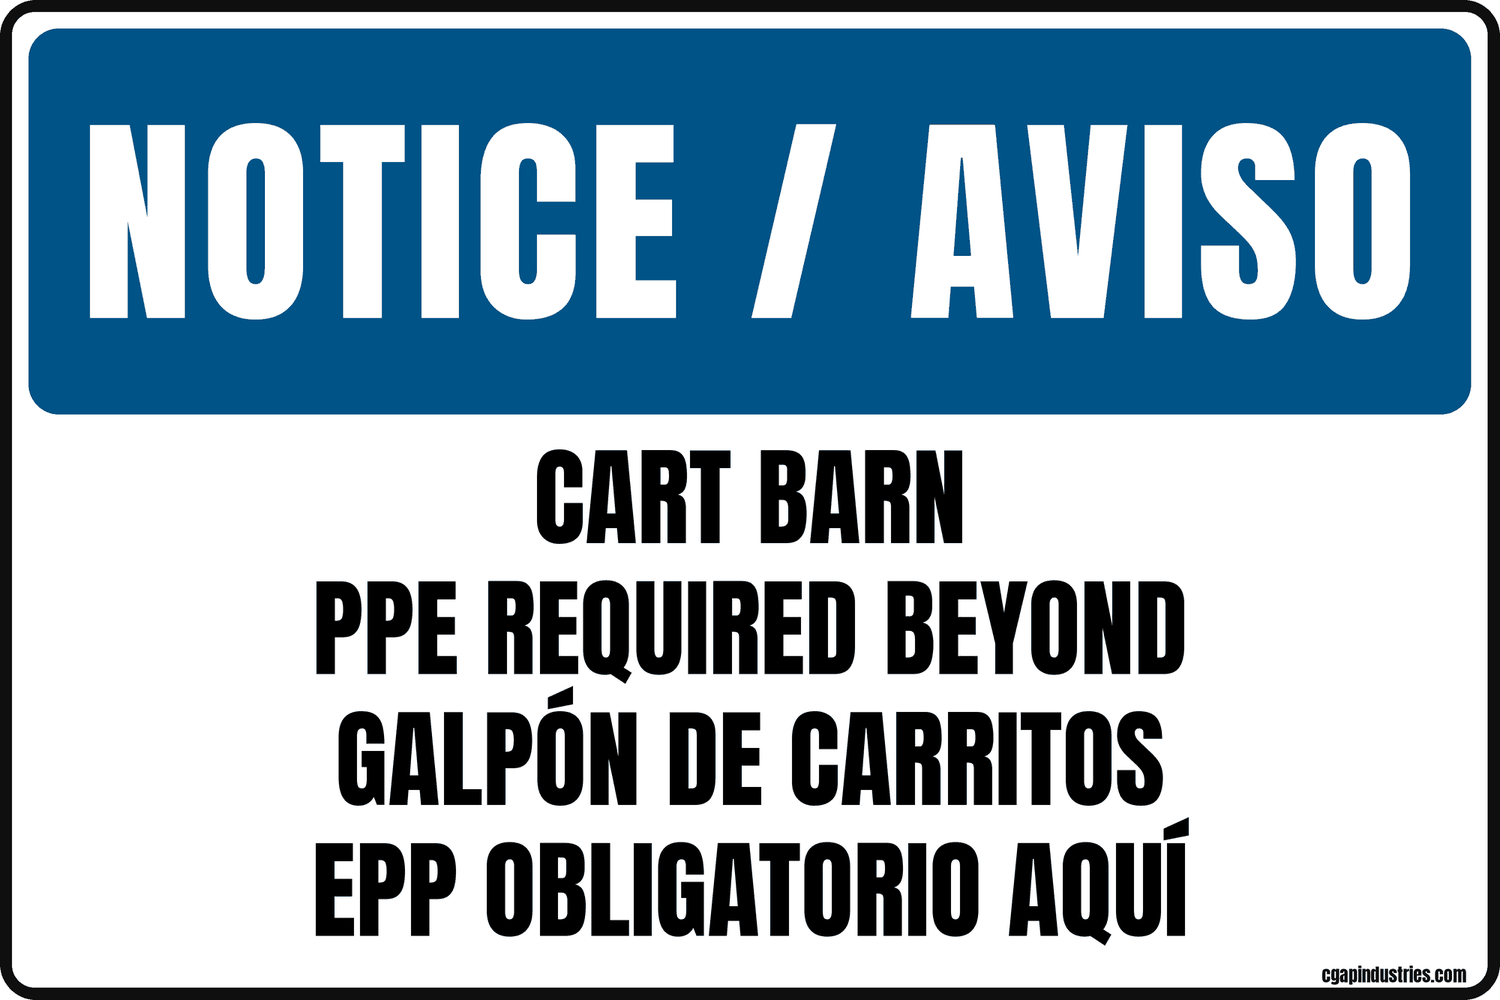 NOTICE / AVISO
CART BARN
PPE REQUIRED BEYOND
GALPÓN DE CARRITOS
EPP OBLIGATORIO AQUÍ
cgapindustries.com